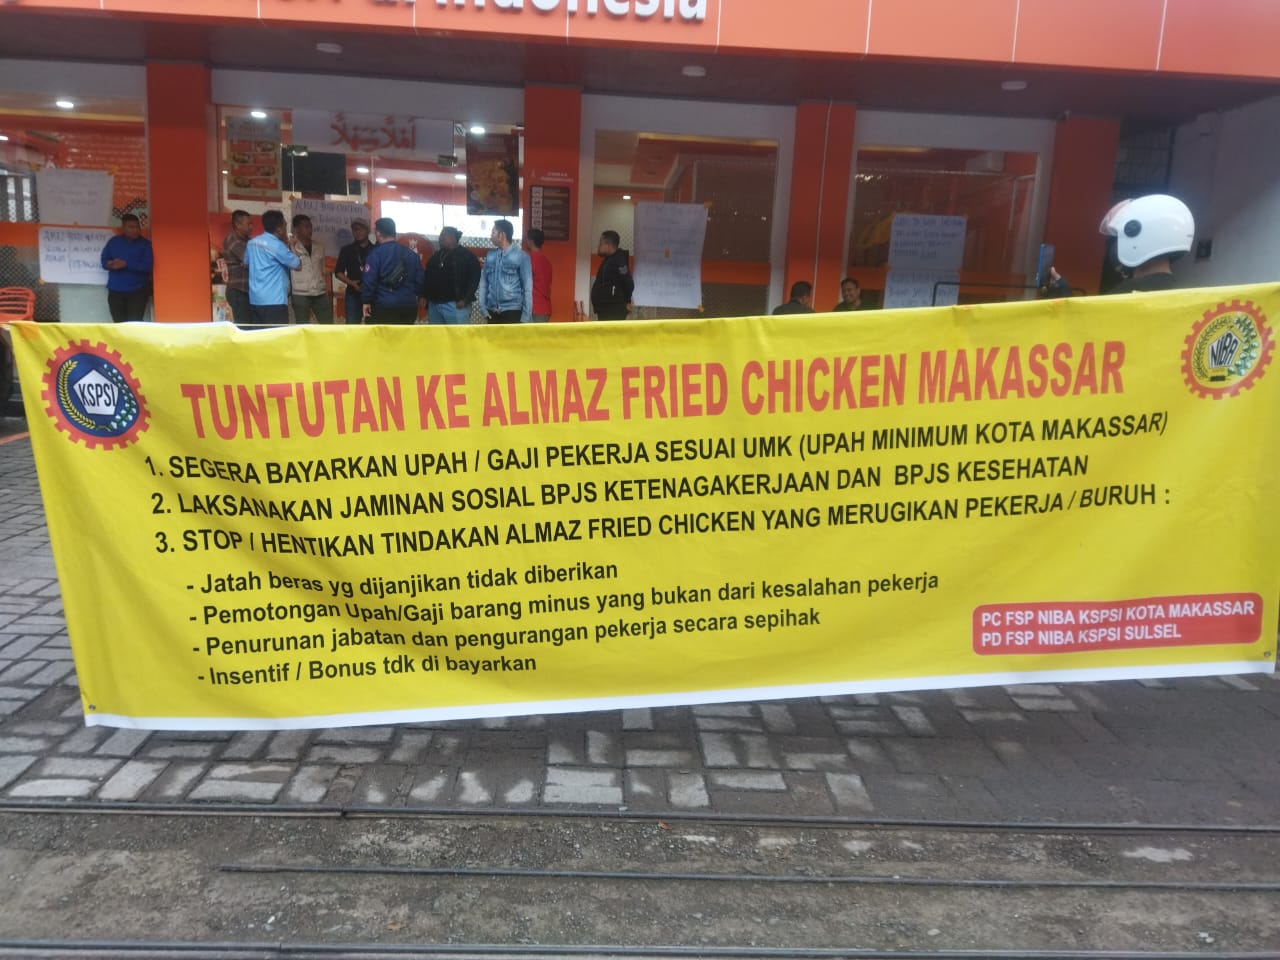 di Indonesia
أهلا وسهلا
TUNTUTAN KE ALMAZ FRIED CHICKEN MAKASSAR
1. SEGERA BAYARKAN UPAH / GAJI PEKERJA SESUAI UMK (UPAH MINIMUM KOTA MAKASSAR)
2. LAKSANAKAN JAMINAN SOSIAL BPJS KETENAGAKERJAAN DAN BPJS KESEHATAN
3. STOP / HENTIKAN TINDAKAN ALMAZ FRIED CHICKEN YANG MERUGIKAN PEKERJA / BURUH :
- Jatah beras yg dijanjikan tidak diberikan
- Pemotongan Upah/Gaji barang minus yang bukan dari kesalahan pekerja
- Penurunan jabatan dan pengurangan pekerja secara sepihak
- Insentif / Bonus tdk di bayarkan
KSPSI
NIBA
PC FSP NIBA KSPSI KOTA MAKASSAR
PD FSP NIBA KSPSI SULSEL